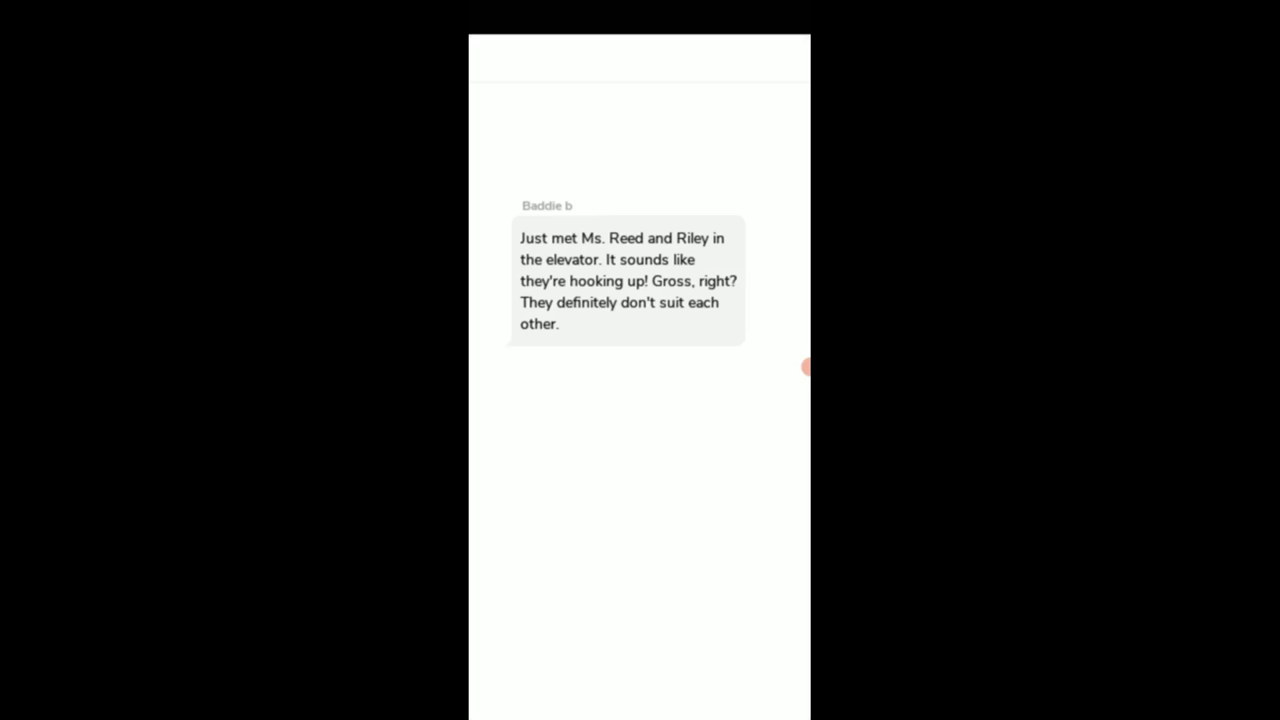 Baddie b
Just met Ms. Reed and Riley in
the elevator. It sounds like
they're hooking up! Gross, right?
They definitely don't suit each
other.